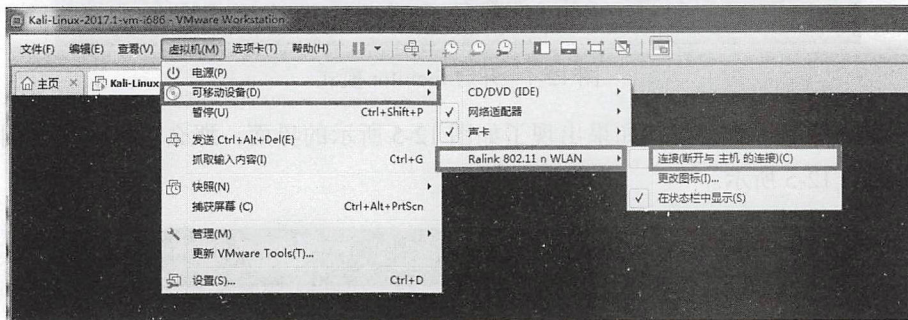 Kali-Linux-2017.1-vm-i686 - VMware Workstation
文件(F) 编辑(E) 查看(V) 虚拟机(M) 选项卡(T) 帮助(H)
主页 × Kali-Linux
电源(P)
可移动设备(D)
CD/DVD (IDE)
暂停(U) Ctrl+Shift+P
网络适配器
发送 Ctrl+Alt+Del(E)
声卡
抓取输入内容(I) Ctrl+G
Ralink 802.11 n WLAN
连接(断开与 主机 的连接)(C)
更改图标(I)...
在状态栏中显示(S)
快照(N)
捕获屏幕 (C) Ctrl+Alt+PrtScn
管理(M)
更新 VMware Tools(T)...
设置(S)... Ctrl+D